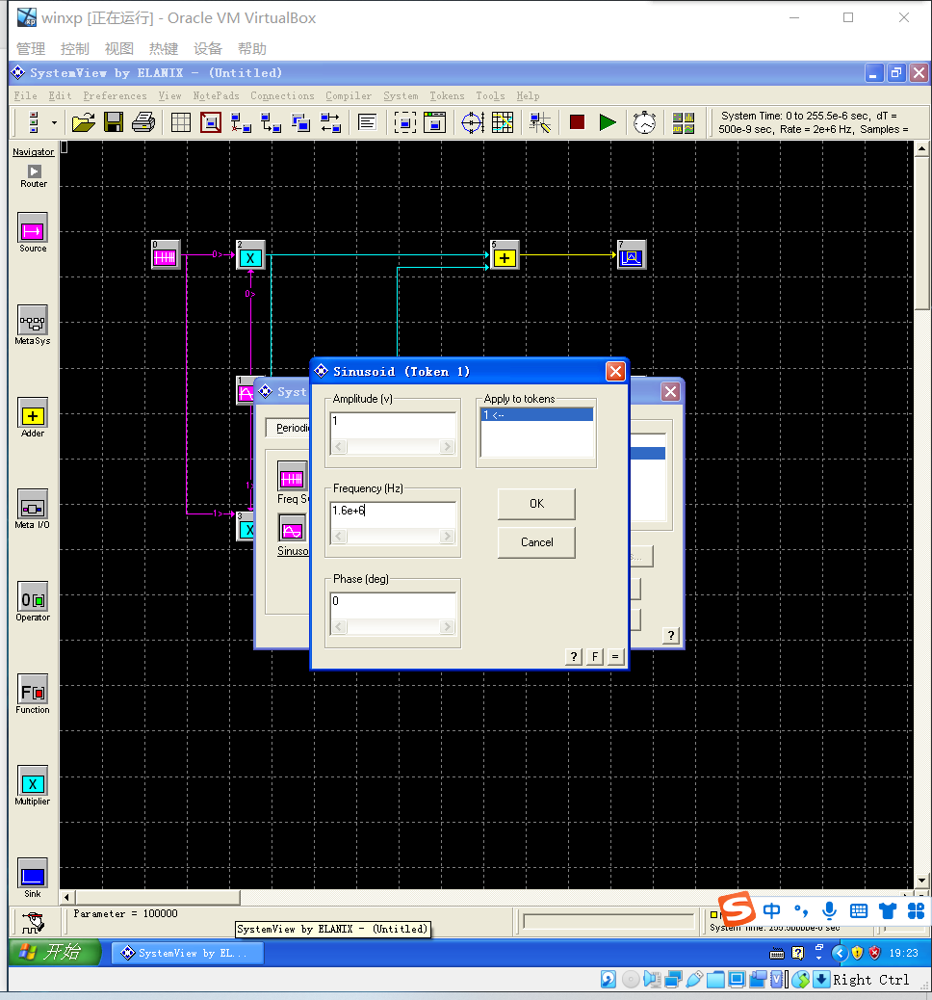 winxp [正在运行] - Oracle VM VirtualBox
管理 控制 视图 热键 设备 帮助
SystemView by ELANIX - (Untitled)
File Edit Preferences View NotePads Connections Compiler System Tokens Tools Help
System Time: 0 to 255.5e-6 sec, dT =
500e-9 sec, Rate = 2e+6 Hz, Samples =
Navigator
Router
Source
MetaSys
Adder
Meta I/O
Operator
Function
Multiplier
Sink
0
0>
2
X
5
+
7
0>
1
1>
1>
3
X
Syst
Periodic
Freq S
Sinuso
s...
?
Sinusoid (Token 1)
Amplitude (v)
1
Apply to tokens
1 <--
Frequency (Hz)
1.6e+6
OK
Cancel
Phase (deg)
0
? F =
Parameter = 100000
SystemView by ELANIX - (Untitled)
中
开始
SystemView by EL...
19:23
Right Ctrl